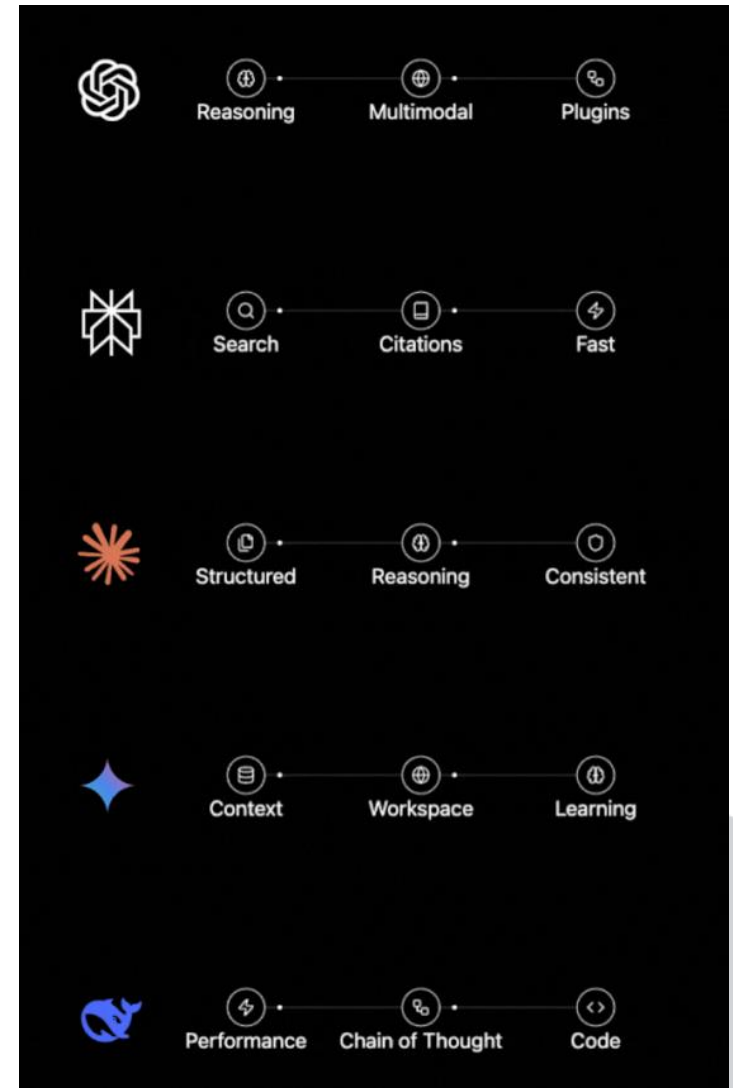 Reasoning Multimodal Plugins
Search Citations Fast
Structured Reasoning Consistent
Context Workspace Learning
Performance Chain of Thought Code